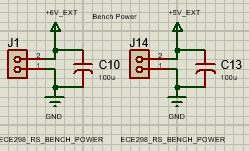 +6V_EXT
Bench Power
+5V_EXT
J1
2
1
C10
100u
GND
J14
2
1
C13
100u
GND
ECE298_RS_BENCH_POWER
ECE298_RS_BENCH_POWER